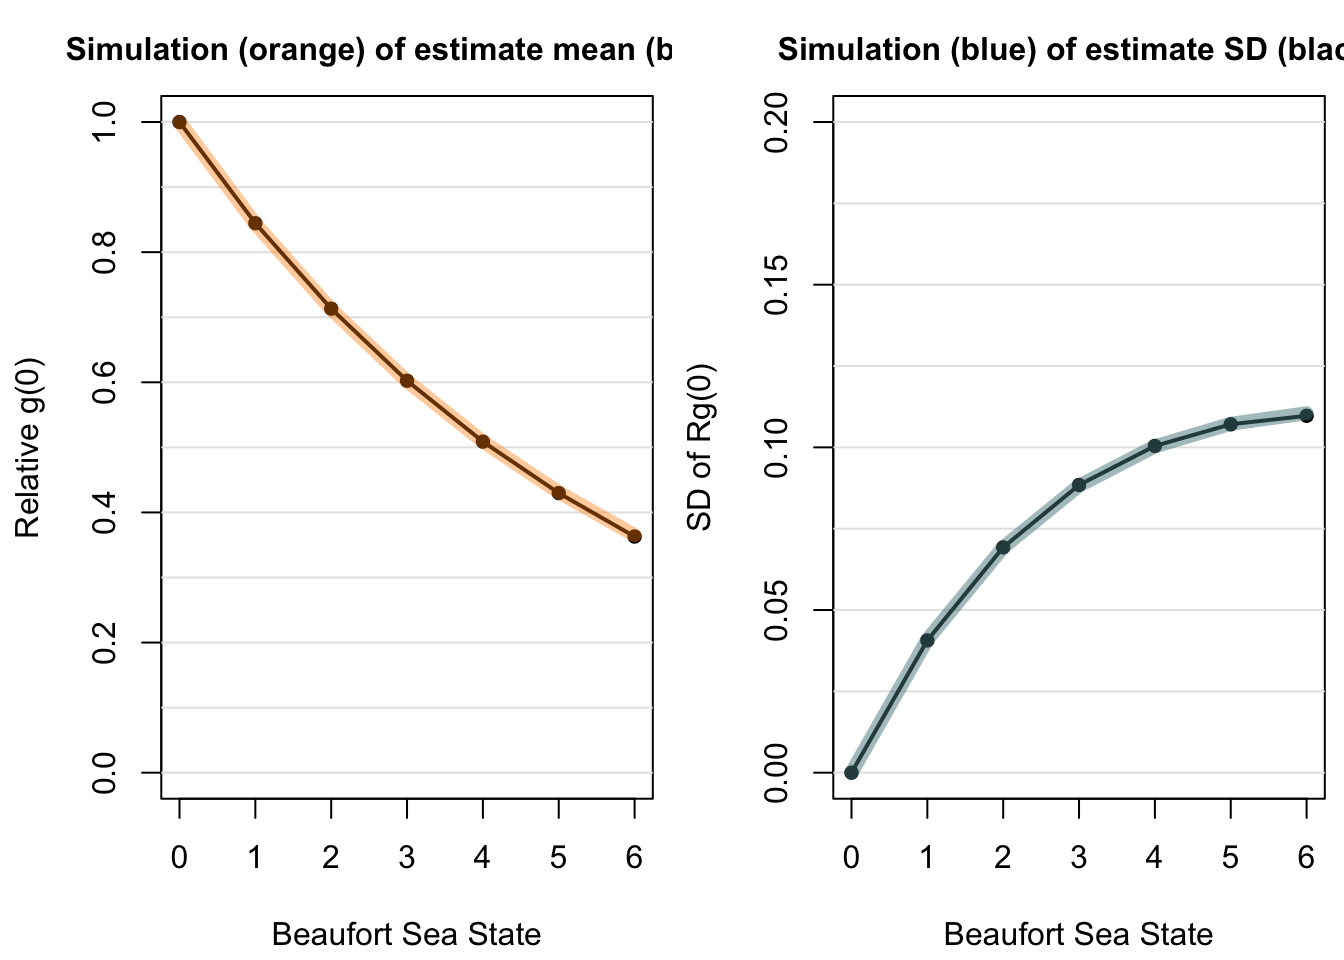 Simulation (orange) of estimate mean (b
Relative g(0)
1.0
0.8
0.6
0.4
0.2
0.0
0 1 2 3 4 5 6
Beaufort Sea State
Simulation (blue) of estimate SD (blac
SD of Rg(0)
0.20
0.15
0.10
0.05
0.00
0 1 2 3 4 5 6
Beaufort Sea State